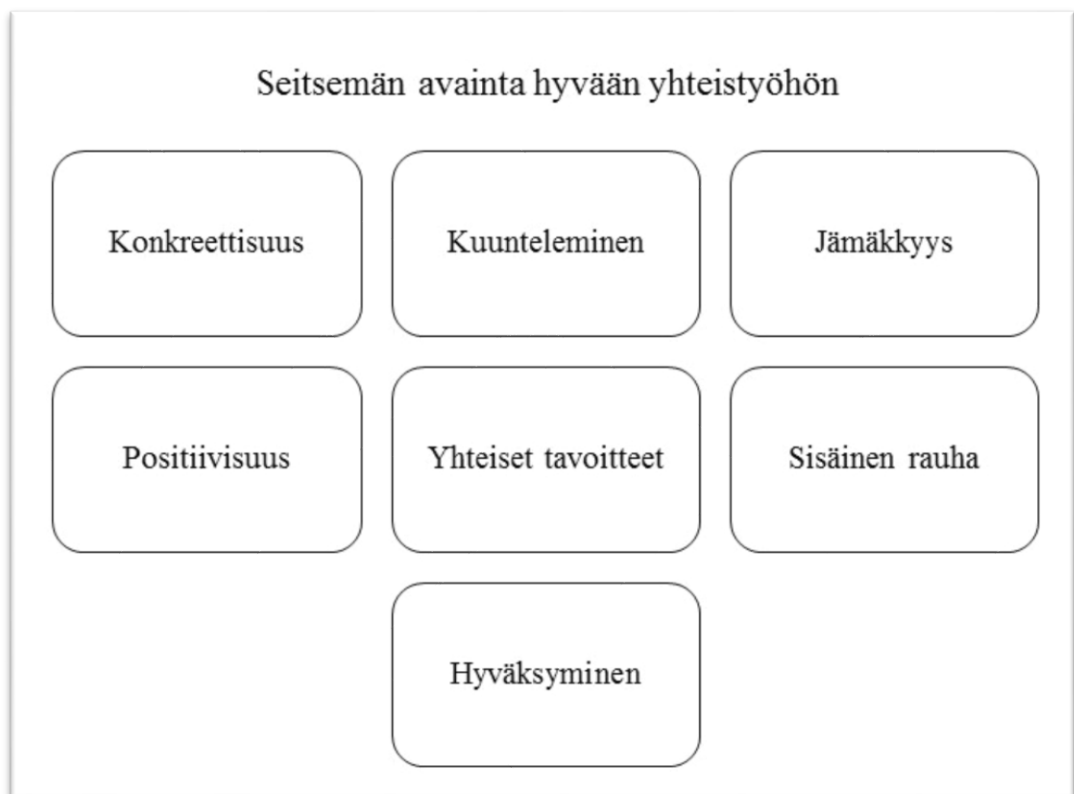 Seitsemän avainta hyvään yhteistyöhön
Konkreettisuus
Kuunteleminen
Jämäkkyys
Positiivisuus
Yhteiset tavoitteet
Sisäinen rauha
Hyväksyminen